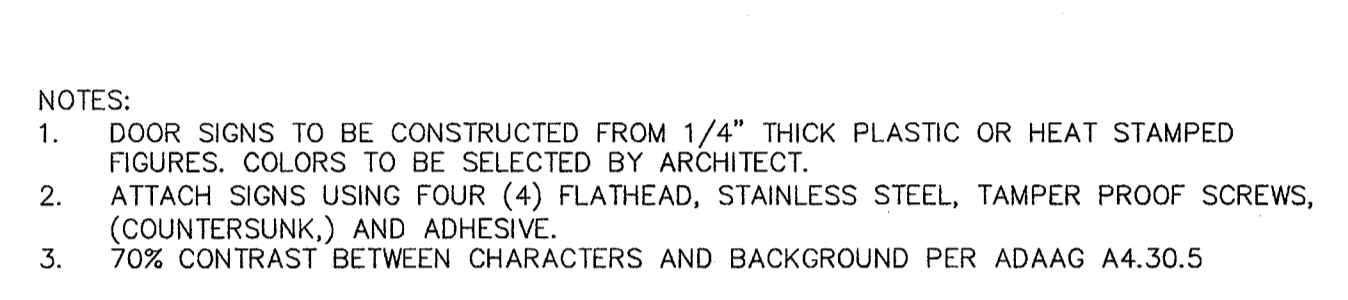 NOTES:
1. DOOR SIGNS TO BE CONSTRUCTED FROM 1/4" THICK PLASTIC OR HEAT STAMPED
FIGURES. COLORS TO BE SELECTED BY ARCHITECT.
2. ATTACH SIGNS USING FOUR (4) FLATHEAD, STAINLESS STEEL, TAMPER PROOF SCREWS,
(COUNTERSUNK,) AND ADHESIVE.
3. 70% CONTRAST BETWEEN CHARACTERS AND BACKGROUND PER ADAAG A4.30.5